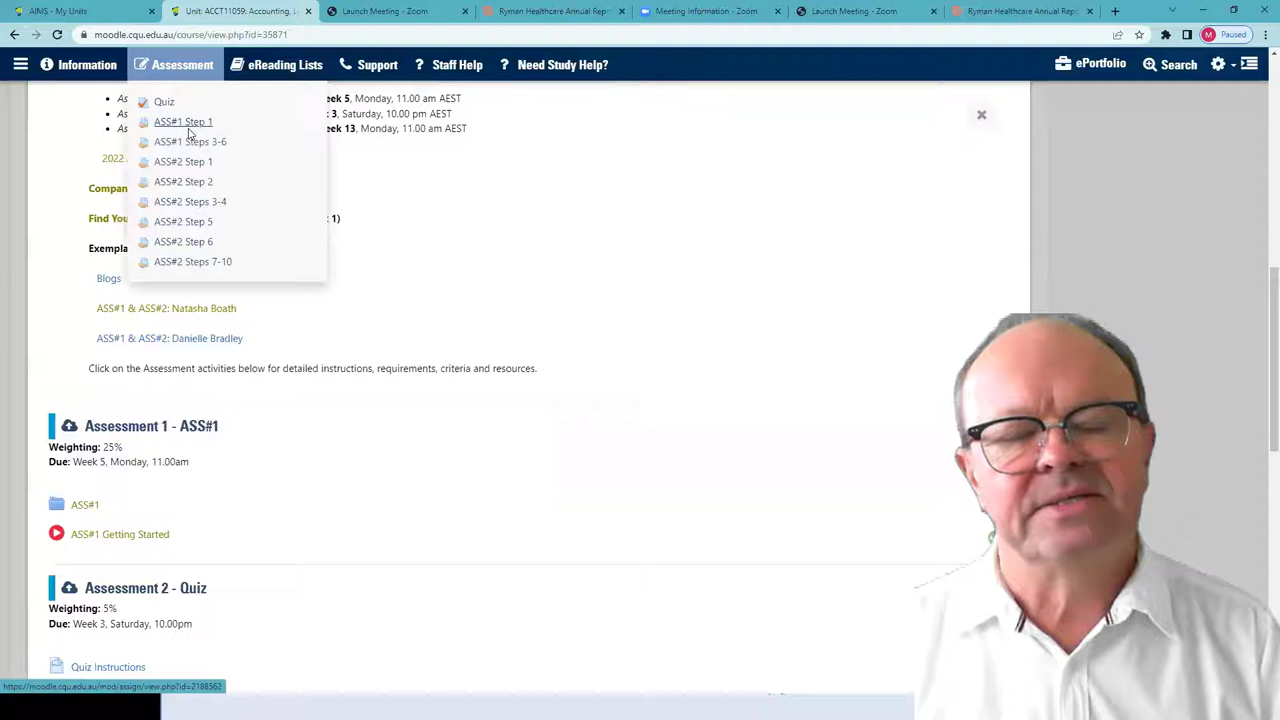 AIMS - My Units
Unit: ACCT11059: Accounting, L
Launch Meeting - Zoom
Ryman Healthcare Annual Rep
Meeting Information - Zoom
Launch Meeting - Zoom
Ryman Healthcare Annual Rep
moodle.cqu.edu.au/course/view.php?id=35871
M Paused
Information
Assessment
eReading Lists
Support
? Staff Help
? Need Study Help?
ePortfolio
Search
Quiz
ASS#1 Step 1
ASS#1 Steps 3-6
ASS#2 Step 1
ASS#2 Step 2
ASS#2 Steps 3-4
ASS#2 Step 5
ASS#2 Step 6
ASS#2 Steps 7-10
• As
eek 5, Monday, 11.00 am AEST
• As
ek 3, Saturday, 10.00 pm AEST
• As
eek 13, Monday, 11.00 am AEST
2022
Compan
Find You
t 1)
Exempla
Blogs
ASS#1 & ASS#2: Natasha Boath
ASS#1 & ASS#2: Danielle Bradley
Click on the Assessment activities below for detailed instructions, requirements, criteria and resources.
Assessment 1 - ASS#1
Weighting: 25%
Due: Week 5, Monday, 11.00am
ASS#1
ASS#1 Getting Started
Assessment 2 - Quiz
Weighting: 5%
Due: Week 3, Saturday, 10.00pm
Quiz Instructions
https://moodle.cqu.edu.au/mod/assign/view.php?id=2188562